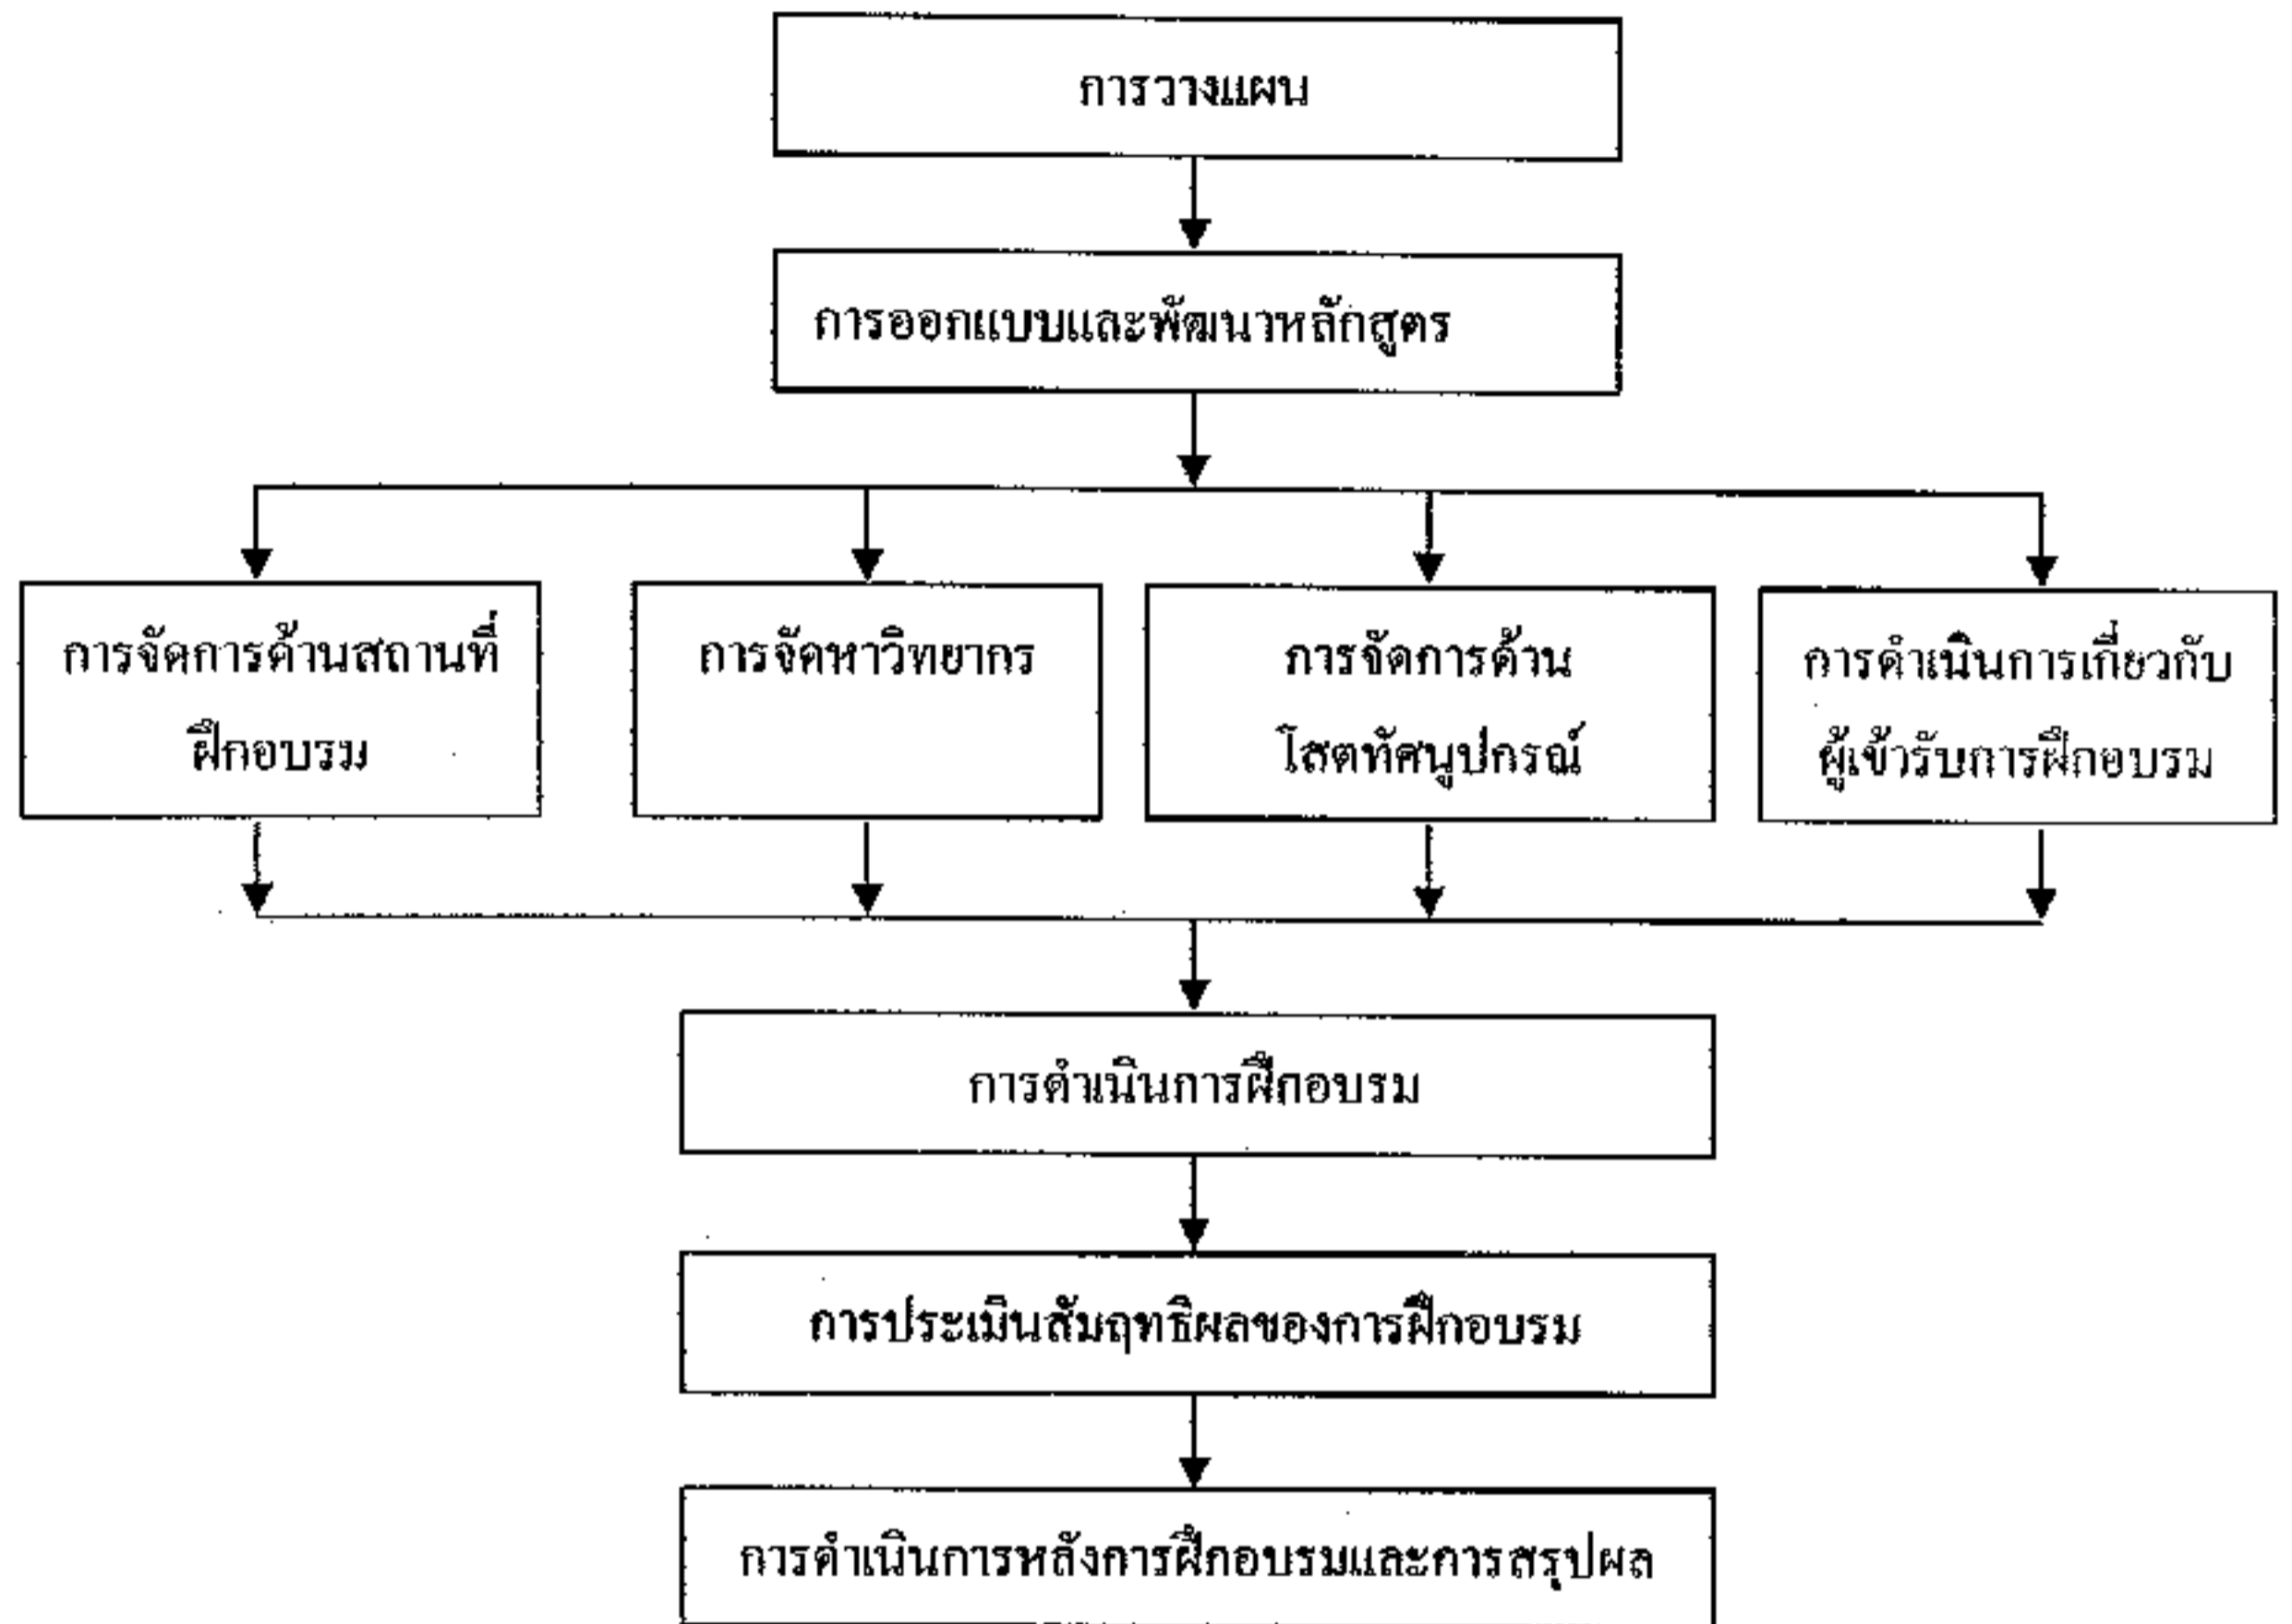 การวางแผน
การออกแบบและพัฒนาหลักสูตร
การจัดการด้านสถานที่
ฝึกอบรม
การจัดหาวิทยากร
การจัดการด้าน
โสตทัศนูปกรณ์
การดำเนินการเกี่ยวกับ
ผู้เข้ารับการฝึกอบรม
การดำเนินการฝึกอบรม
การประเมินสัมฤทธิผลของการฝึกอบรม
การดำเนินการหลังการฝึกอบรมและการสรุปผล